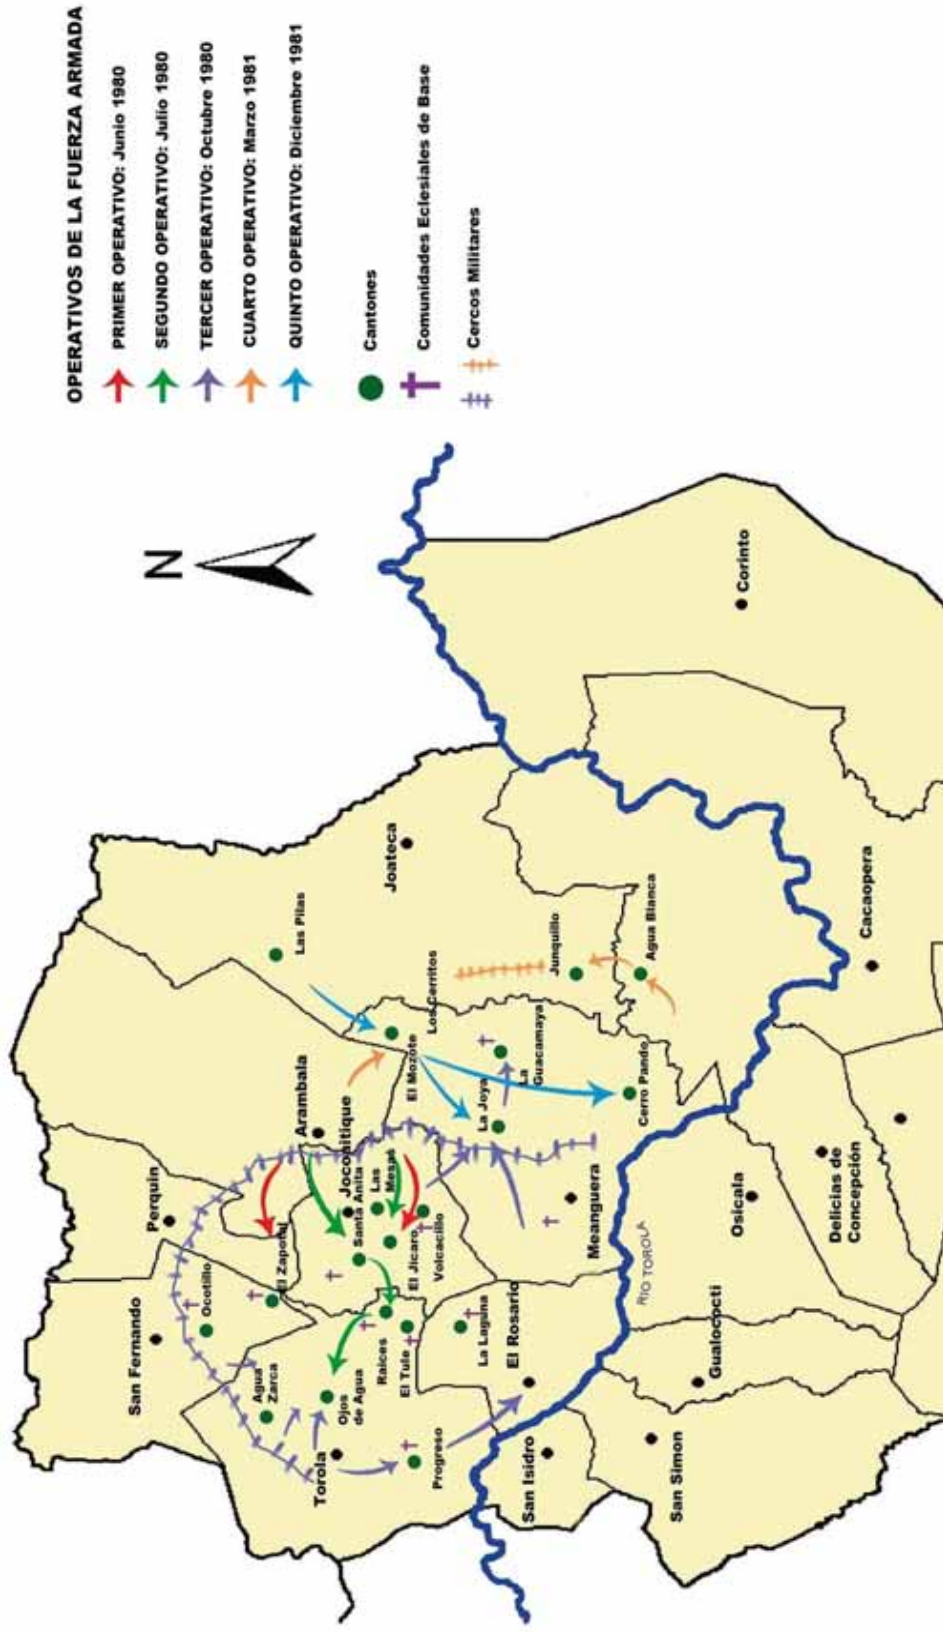 OPERATIVOS DE LA FUERZA ARMADA
PRIMER OPERATIVO: Junio 1980
SEGUNDO OPERATIVO: Julio 1980
TERCER OPERATIVO: Octubre 1980
CUARTO OPERATIVO: Marzo 1981
QUINTO OPERATIVO: Diciembre 1981
Cantones
Comunidades Eclesiales de Base
Cercos Militares
N
San Fernando
Perquin
Ocotillo
El Zapotal
Arambala
Las Pilas
Agua
Zarca
Torola
Ojos
de Agua
Joconitique
Santa Anita
Las
Mesas
Raices
El Tule
El Jicaro
Volcacillo
El Mozote
Los Cerritos
Joateca
Progreso
La Laguna
La Joya
La
Guacamaya
El Rosario
San Isidro
Meanguera
Junquillo
Cerro Pando
Agua Blanca
RIO TOROLA
San Simon
Gualococti
Osicala
Delicias de
Concepción
Cacaopera
Corinto